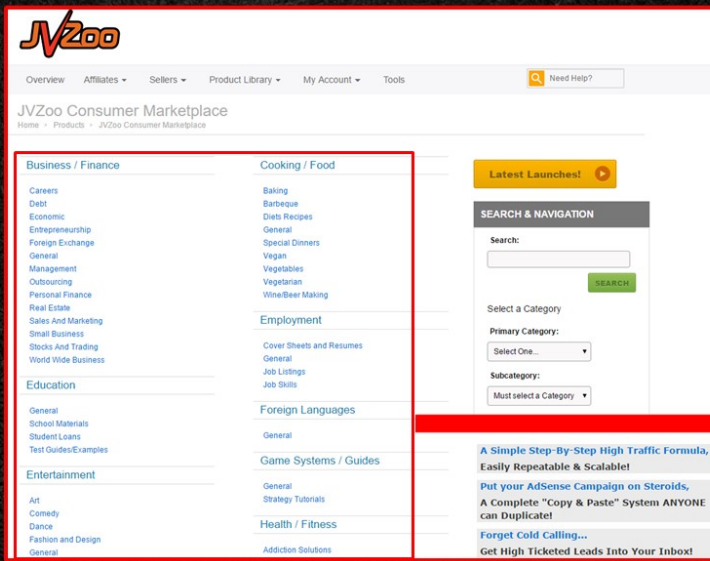 JVZoo
Overview Affiliates Sellers Product Library My Account Tools
Need Help?
JVZoo Consumer Marketplace
Home Products JVZoo Consumer Marketplace
Business / Finance
Careers
Debt
Economic
Entrepreneurship
Foreign Exchange
General
Management
Outsourcing
Personal Finance
Real Estate
Sales And Marketing
Small Business
Stocks And Trading
World Wide Business
Education
General
School Materials
Student Loans
Test Guides/Examples
Entertainment
Art
Comedy
Dance
Fashion and Design
General
Cooking / Food
Baking
Barbeque
Diets Recipes
General
Special Dinners
Vegan
Vegetables
Vegetarian
Wine/Beer Making
Employment
Cover Sheets and Resumes
General
Job Listings
Job Skills
Foreign Languages
General
Game Systems / Guides
General
Strategy Tutorials
Health / Fitness
Addiction Solutions
Latest Launches!
SEARCH & NAVIGATION
Search:
SEARCH
Select a Category
Primary Category:
Select One...
Subcategory:
Must select a Category
A Simple Step-By-Step High Traffic Formula,
Easily Repeatable & Scalable!
Put your AdSense Campaign on Steroids,
A Complete "Copy & Paste" System ANYONE
can Duplicate!
Forget Cold Calling...
Get High Ticketed Leads Into Your Inbox!